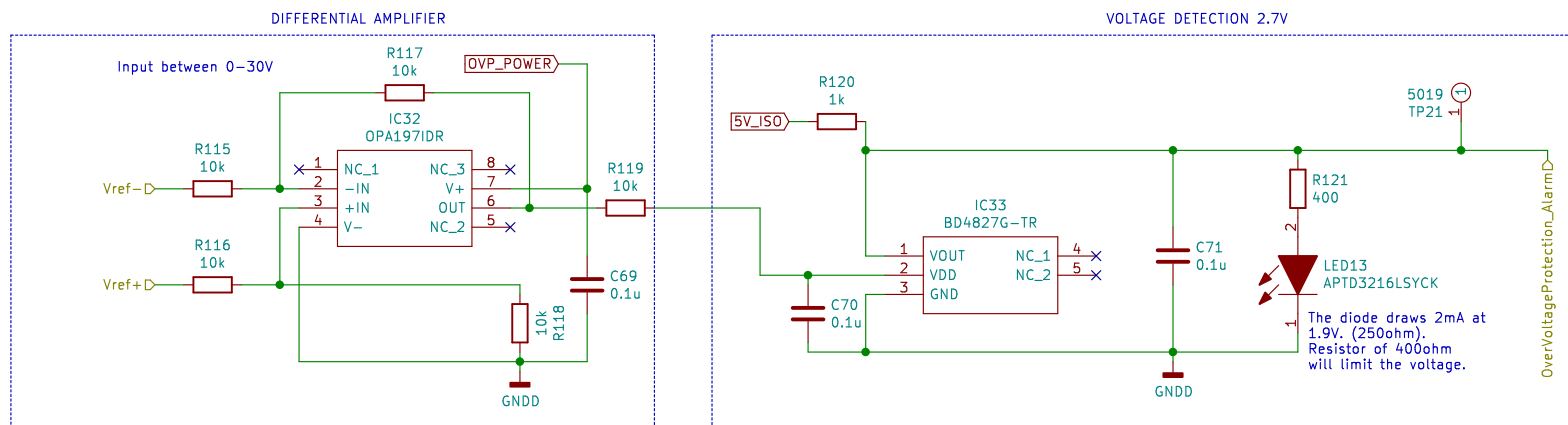 DIFFERENTIAL AMPLIFIER
Input between 0-30V
R117
10k
OVP_POWER
IC32
OPA197IDR
R115
10k
1
NC_1
NC_3
8
Vref-
2
-IN
V+
7
3
+IN
OUT
6
4
V-
NC_2
5
R119
10k
R116
10k
Vref+
10k
R118
C69
0.1u
GNDD
VOLTAGE DETECTION 2.7V
R120
1k
5V_ISO
5019
TP21
1
1
R121
400
IC33
BD4827G-TR
1
VOUT
NC_1
4
2
VDD
NC_2
5
3
GND
C70
0.1u
C71
0.1u
2
LED13
APTD3216LSYCK
1
The diode draws 2mA at
1.9V. (250ohm).
Resistor of 400ohm
will limit the voltage.
GNDD
OverVoltageProtection_Alarm